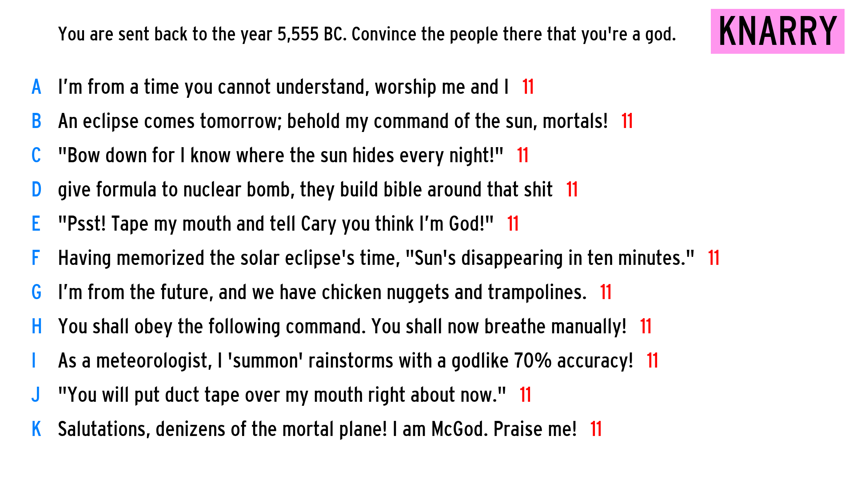 You are sent back to the year 5,555 BC. Convince the people there that you're a god.
KNARRY
A I'm from a time you cannot understand, worship me and I 11
B An eclipse comes tomorrow; behold my command of the sun, mortals! 11
C "Bow down for I know where the sun hides every night!" 11
D give formula to nuclear bomb, they build bible around that shit 11
E "Psst! Tape my mouth and tell Cary you think I'm God!" 11
F Having memorized the solar eclipse's time, "Sun's disappearing in ten minutes." 11
G I'm from the future, and we have chicken nuggets and trampolines. 11
H You shall obey the following command. You shall now breathe manually! 11
I As a meteorologist, I 'summon' rainstorms with a godlike 70% accuracy! 11
J "You will put duct tape over my mouth right about now." 11
K Salutations, denizens of the mortal plane! I am McGod. Praise me! 11